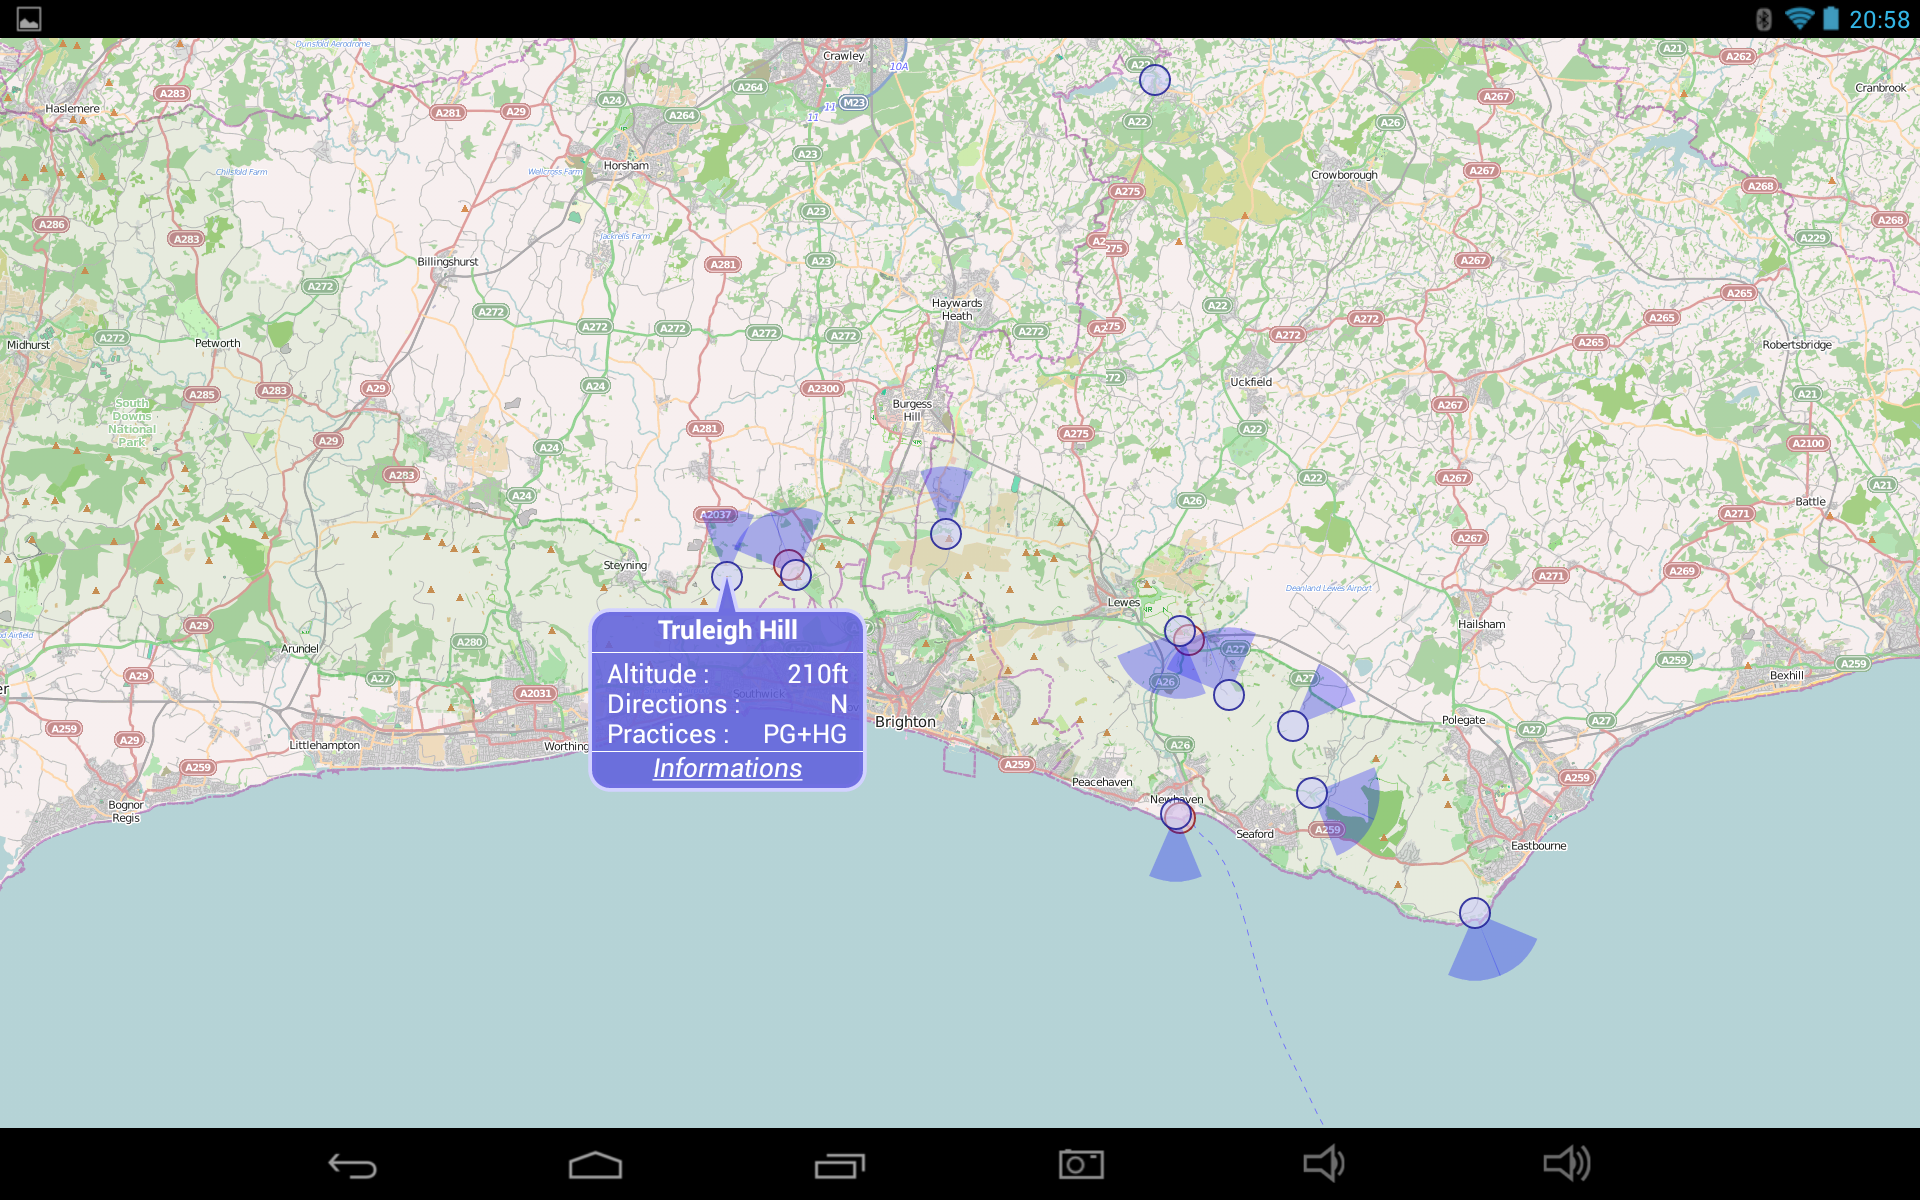 20:58
Dunsfold Aerodrome
Crawley
10A
A22
A21
A262
Haslemere
A283
A281
A29
A24
A264
A264
M23
11
11
A22
A26
A267
Cranbrook
Chilsfold Farm
Wellcross Farm
Horsham
A23
A275
Crowborough
A267
A268
A286
A283
Jackrells Farm
A23
A268
A229
Billingshurst
A281
A23
A275
A267
A272
A272
A272
A272
A272
A272
Haywards
Heath
A272
A275
A22
A272
A272
A265
A265
A265
Midhurst
A272
Petworth
Robertsbridge
A285
A283
A29
A24
A2300
Burgess
Hill
Uckfield
A267
A21
South
Downs
National
Park
A29
A24
A281
A275
A22
A2100
A283
A24
A26
A22
A267
Battle
A21
A2037
A271
A267
Steyning
Lewes
A271
A269
Deanland Lewes Airport
Hailsham
A29
A280
Arundel
A27
A29
A2031
A27
A26
A27
A259
A259
Bexhill
Truleigh Hill
Altitude : 210ft
Southwick
Directions : N
Practices : PG+HG
Informations
Brighton
A259
A29
Littlehampton
Worthing
A259
A26
Polegate
A27
A27
A259
Bognor
Regis
A259
Peacehaven
Newhaven
Seaford
A259
A259
Eastbourne